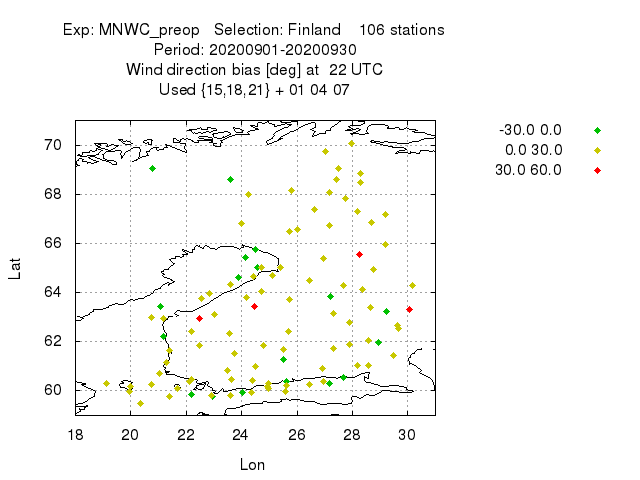 Exp: MNWC_preop   Selection: Finland    106 stations
Period: 20200901-20200930
Wind direction bias [deg] at  22 UTC
Used {15,18,21} + 01 04 07
-30.0 0.0
0.0 30.0
30.0 60.0
70
68
66
64
62
60
Lat
18 20 22 24 26 28 30
Lon